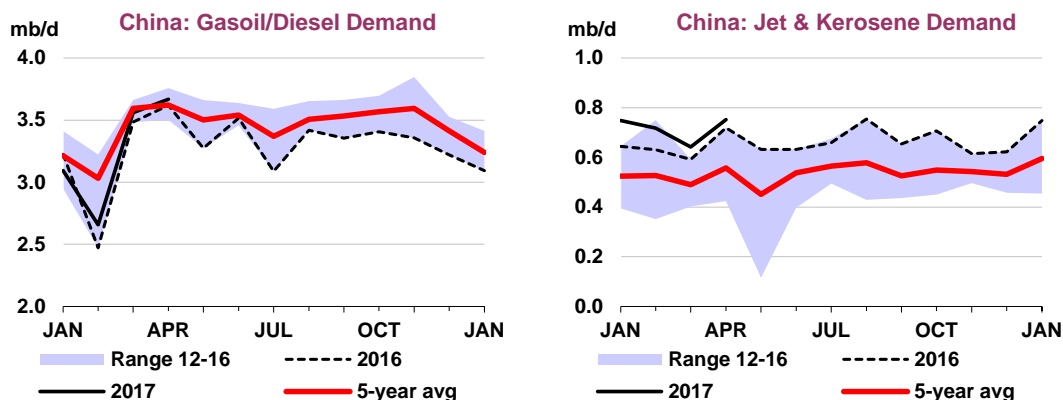 China: Gasoil/Diesel Demand
mb/d
4.0
3.5
3.0
2.5
2.0
JAN APR JUL OCT JAN
Range 12-16 2016
2017 5-year avg
China: Jet & Kerosene Demand
mb/d
1.0
0.8
0.6
0.4
0.2
0.0
JAN APR JUL OCT JAN
Range 12-16 2016
2017 5-year avg